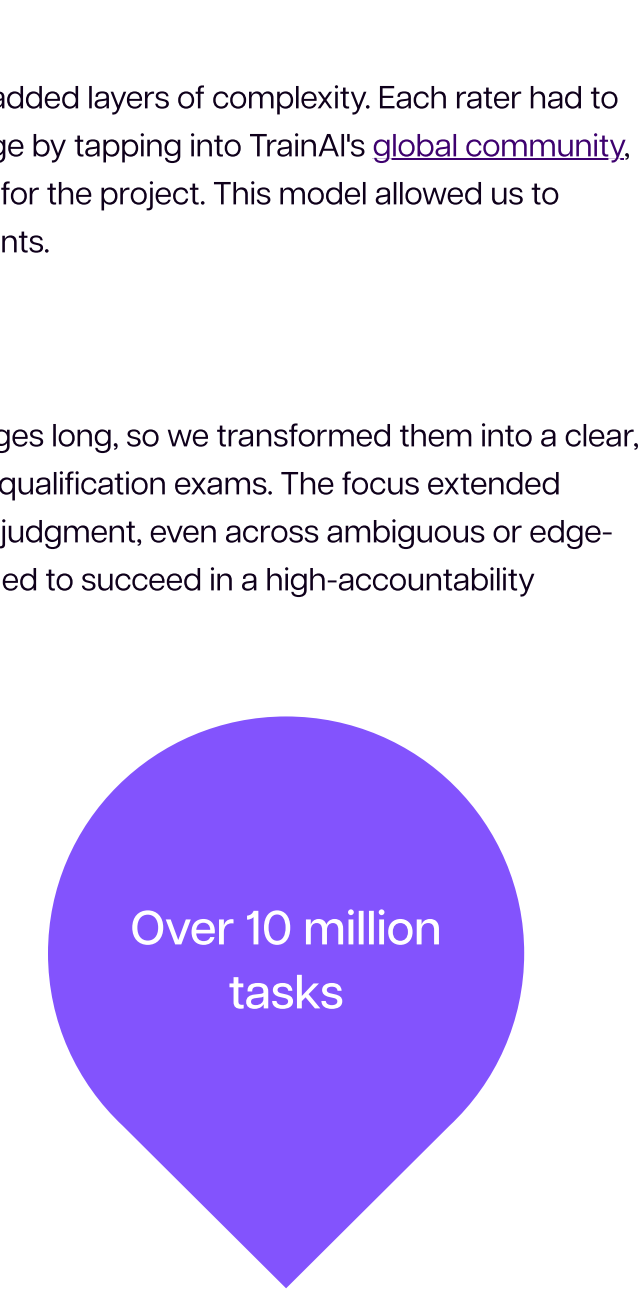 added layers of complexity. Each rater had to
ge by tapping into TrainAI's global community,
for the project. This model allowed us to
nts.
ges long, so we transformed them into a clear,
qualification exams. The focus extended
judgment, even across ambiguous or edge-
ed to succeed in a high-accountability
Over 10 million
tasks